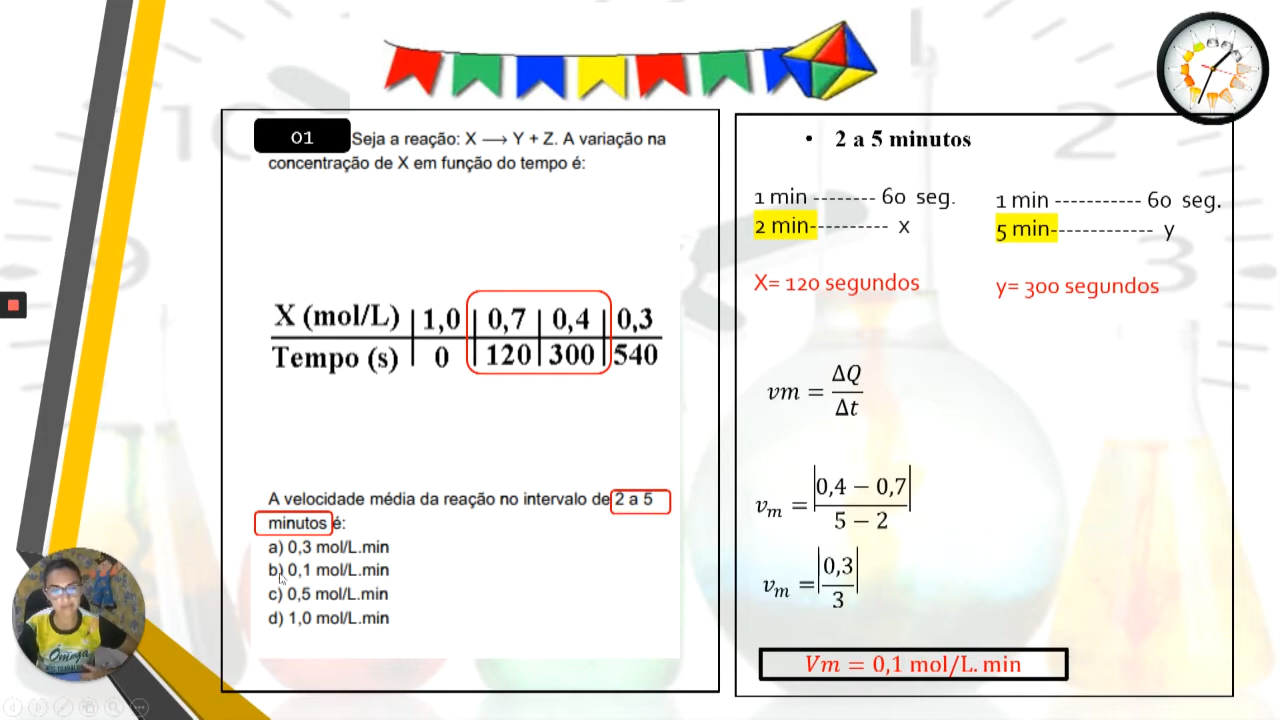 01 Seja a reação: X ⟶ Y + Z. A variação na
concentração de X em função do tempo é:
X (mol/L) | 1,0 | 0,7 | 0,4 | 0,3
Tempo (s) | 0 | 120 | 300 | 540
A velocidade média da reação no intervalo de 2 a 5
minutos é:
a) 0,3 mol/L.min
b) 0,1 mol/L.min
c) 0,5 mol/L.min
d) 1,0 mol/L.min
• 2 a 5 minutos
1 min -------- 60 seg.
2 min---------- x
X= 120 segundos
1 min ----------- 60 seg.
5 min------------- y
y= 300 segundos
vm = ΔQ/Δt
v_m = |0,4 − 0,7|/5 − 2
v_m = |0,3/3|
Vm = 0,1 mol/L. min
Omega